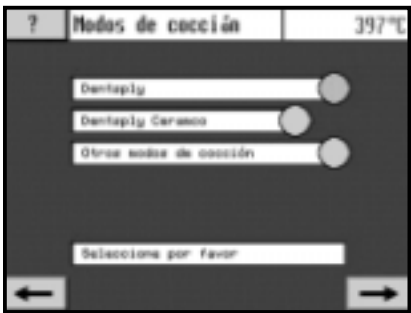 ? Modos de cocción 397°C
Dentsply
Dentsply Ceramco
Otros modos de cocción
Seleccione por favor